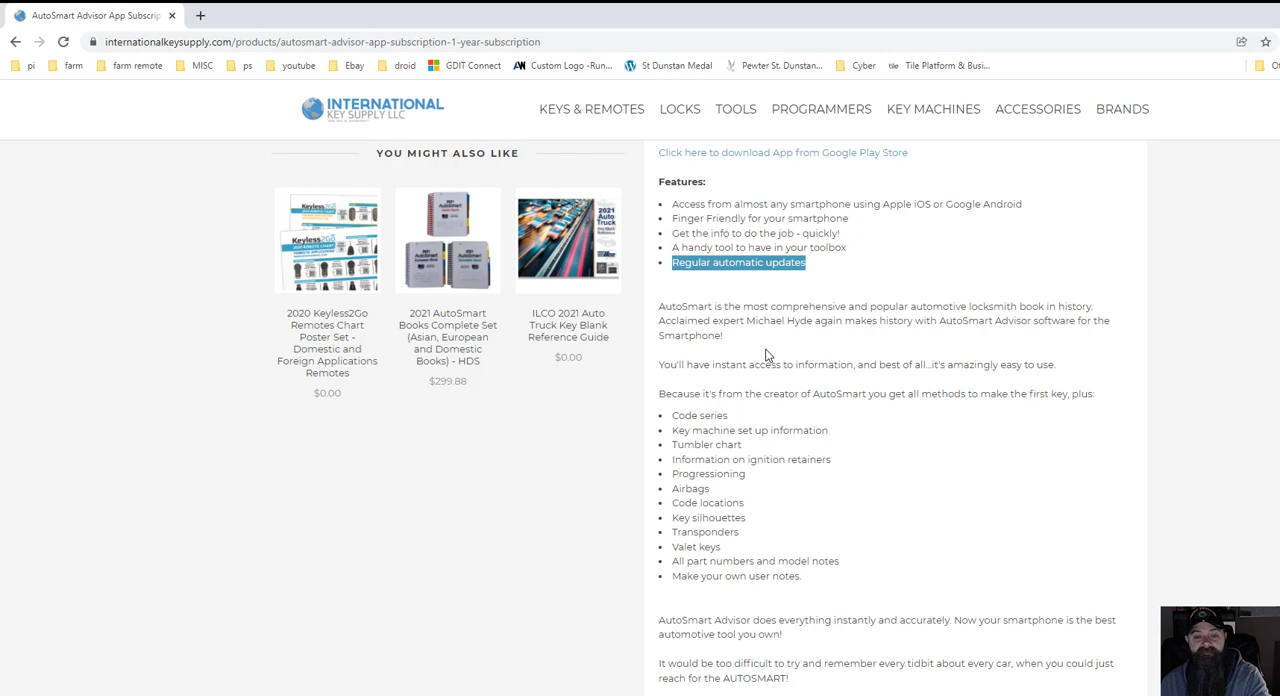 AutoSmart Advisor App Subscrip
internationalkeysupply.com/products/autosmart-advisor-app-subscription-1-year-subscription
pi farm farm remote MISC ps youtube Ebay droid GDIT Connect Custom Logo -Run... St Dunstan Medal Pewter St. Dunstan... Cyber Tile Platform & Busi...
INTERNATIONAL
KEY SUPPLY LLC
KEYS & REMOTES LOCKS TOOLS PROGRAMMERS KEY MACHINES ACCESSORIES BRANDS
YOU MIGHT ALSO LIKE
2020 Keyless2Go
Remotes Chart
Poster Set -
Domestic and
Foreign Applications
Remotes
$0.00
2021 AutoSmart
Books Complete Set
(Asian, European
and Domestic
Books) - HDS
$299.88
ILCO 2021 Auto
Truck Key Blank
Reference Guide
$0.00
Click here to download App from Google Play Store
Features:
Access from almost any smartphone using Apple iOS or Google Android
Finger Friendly for your smartphone
Get the info to do the job - quickly!
A handy tool to have in your toolbox
Regular automatic updates
AutoSmart is the most comprehensive and popular automotive locksmith book in history.
Acclaimed expert Michael Hyde again makes history with AutoSmart Advisor software for the
Smartphone!
You'll have instant access to information, and best of all...it's amazingly easy to use.
Because it's from the creator of AutoSmart you get all methods to make the first key, plus:
Code series
Key machine set up information
Tumbler chart
Information on ignition retainers
Progressioning
Airbags
Code locations
Key silhouettes
Transponders
Valet keys
All part numbers and model notes
Make your own user notes.
AutoSmart Advisor does everything instantly and accurately. Now your smartphone is the best
automotive tool you own!
It would be too difficult to try and remember every tidbit about every car, when you could just
reach for the AUTOSMART!